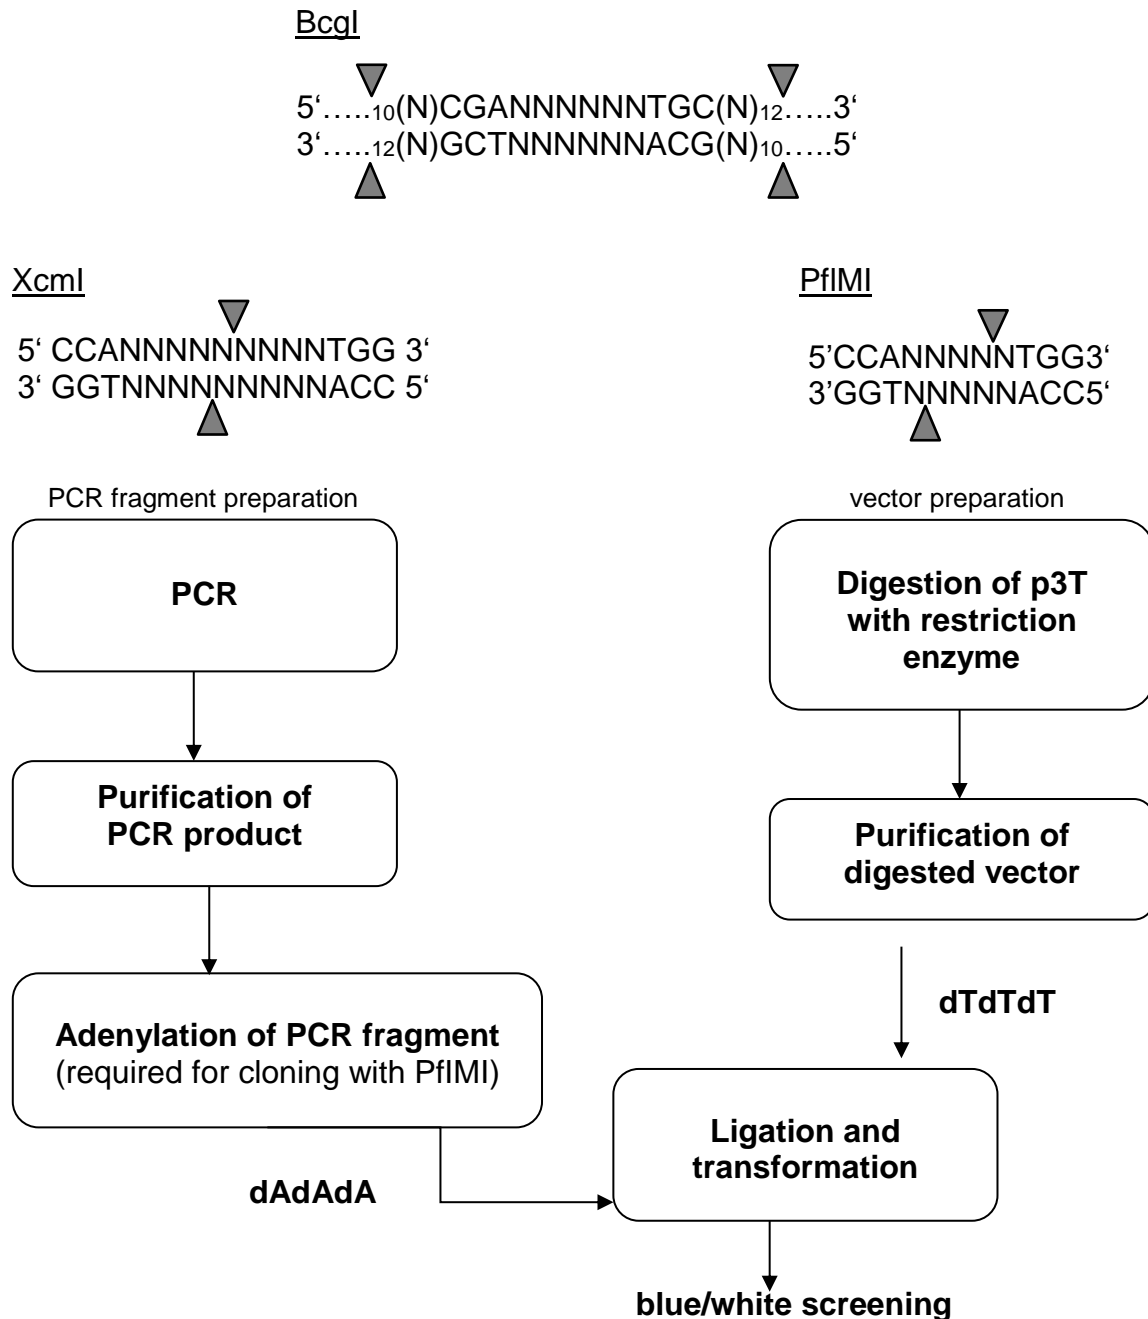 BcgI
5‘…..10(N)CGANNNNNNTGC(N)12…..3‘
3‘…..12(N)GCTNNNNNNACG(N)10…..5‘
XcmI
5‘ CCANNNNNNNNNTGG 3‘
3‘ GGTNNNNNNNNNACC 5‘
PflMI
5’CCANNNNNTGG3‘
3’GGTNNNNNACC5‘
PCR fragment preparation
PCR
Purification of
PCR product
Adenylation of PCR fragment
(required for cloning with PflMI)
dAdAdA
vector preparation
Digestion of p3T
with restriction
enzyme
Purification of
digested vector
dTdTdT
Ligation and
transformation
blue/white screening